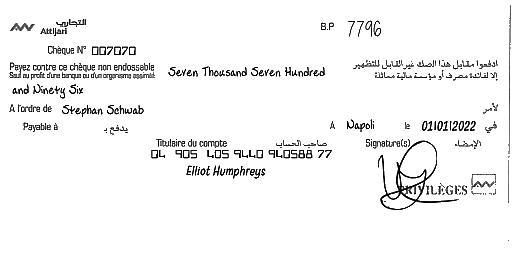 التجاري
Attijari
B.P 7796
Chèque N° 007070
Payez contre ce chèque non endossable
Seven Thousand Seven Hundred
ادفعوا مقابل هذا الصك غير القابل للتظهير
Sauf au profit d'une banque ou d'un organisme assimilé
إلا لفائدة مصرف أو مؤسسة مالية مماثلة
and Ninety Six
لأمر
A l'ordre de Stephan Schwab
Payable à يدفع بـ
A Napoli le 01/01/2022 في
Titulaire du compte صاحب الحساب
Signature(s) الإمضاء
04 905 405 9440 940588 77
Elliot Humphreys
PRIVILÈGES